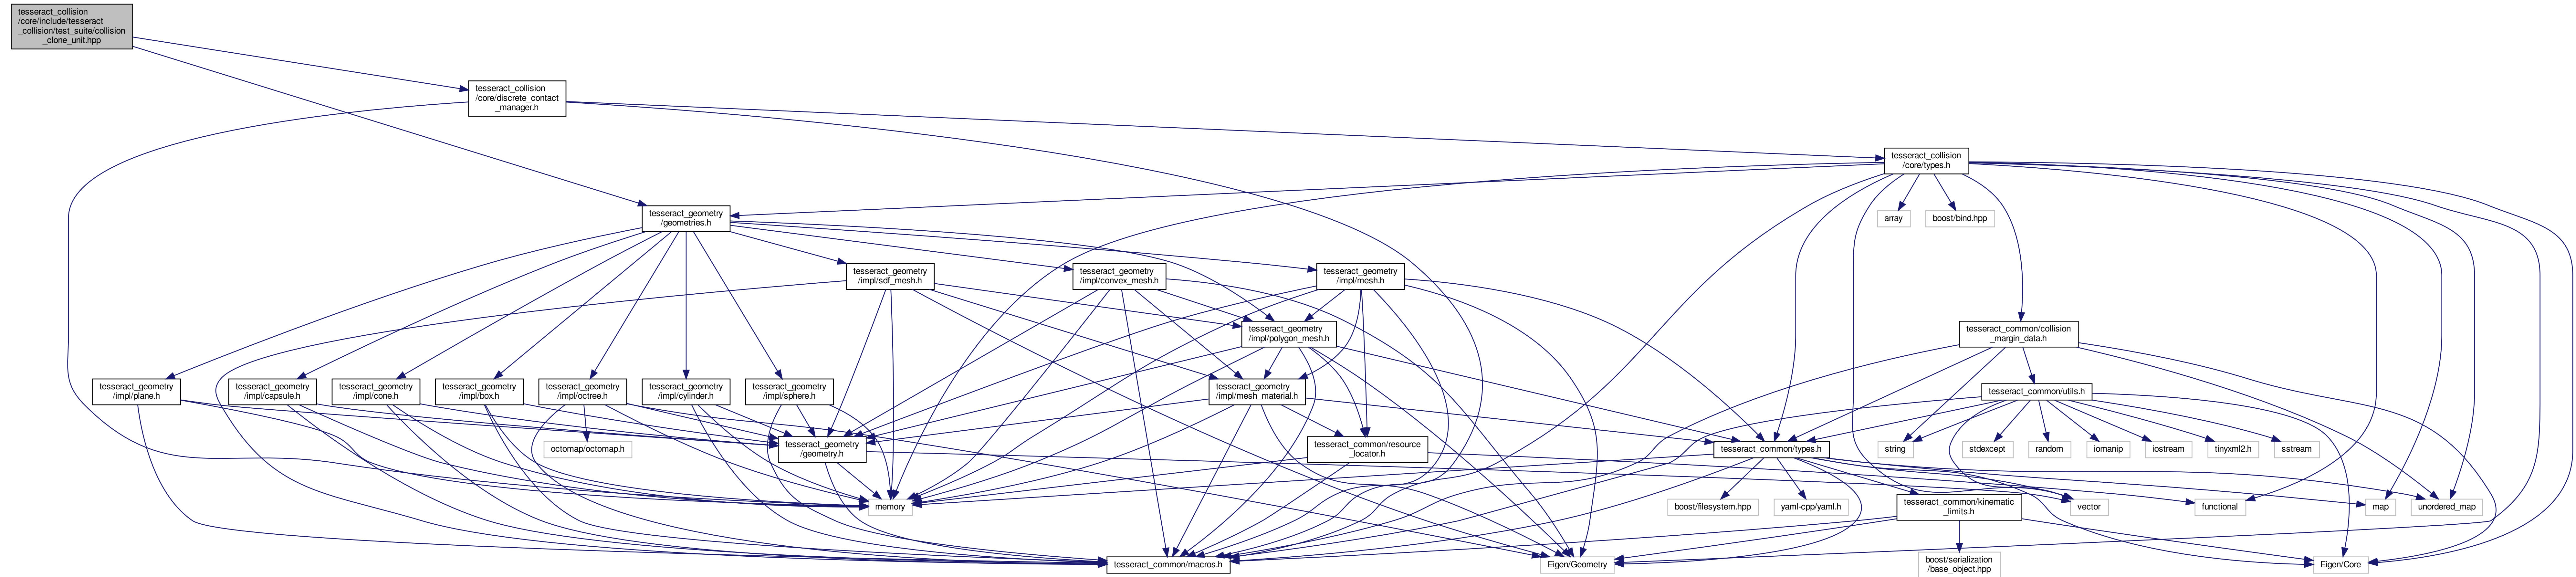 tesseract_collision
/core/include/tesseract
_collision/test_suite/collision
_clone_unit.hpp
tesseract_collision
/core/discrete_contact
_manager.h
tesseract_collision
/core/types.h
tesseract_geometry
/geometries.h
array
boost/bind.hpp
tesseract_geometry
/impl/sdf_mesh.h
tesseract_geometry
/impl/convex_mesh.h
tesseract_geometry
/impl/mesh.h
tesseract_geometry
/impl/polygon_mesh.h
tesseract_common/collision
_margin_data.h
tesseract_geometry
/impl/plane.h
tesseract_geometry
/impl/capsule.h
tesseract_geometry
/impl/cone.h
tesseract_geometry
/impl/box.h
tesseract_geometry
/impl/octree.h
tesseract_geometry
/impl/cylinder.h
tesseract_geometry
/impl/sphere.h
tesseract_geometry
/impl/mesh_material.h
tesseract_common/utils.h
octomap/octomap.h
tesseract_geometry
/geometry.h
tesseract_common/resource
_locator.h
tesseract_common/types.h
string
stdexcept
random
iomanip
iostream
tinyxml2.h
sstream
memory
boost/filesystem.hpp
yaml-cpp/yaml.h
tesseract_common/kinematic
_limits.h
vector
functional
map
unordered_map
tesseract_common/macros.h
Eigen/Geometry
boost/serialization
/base_object.hpp
Eigen/Core